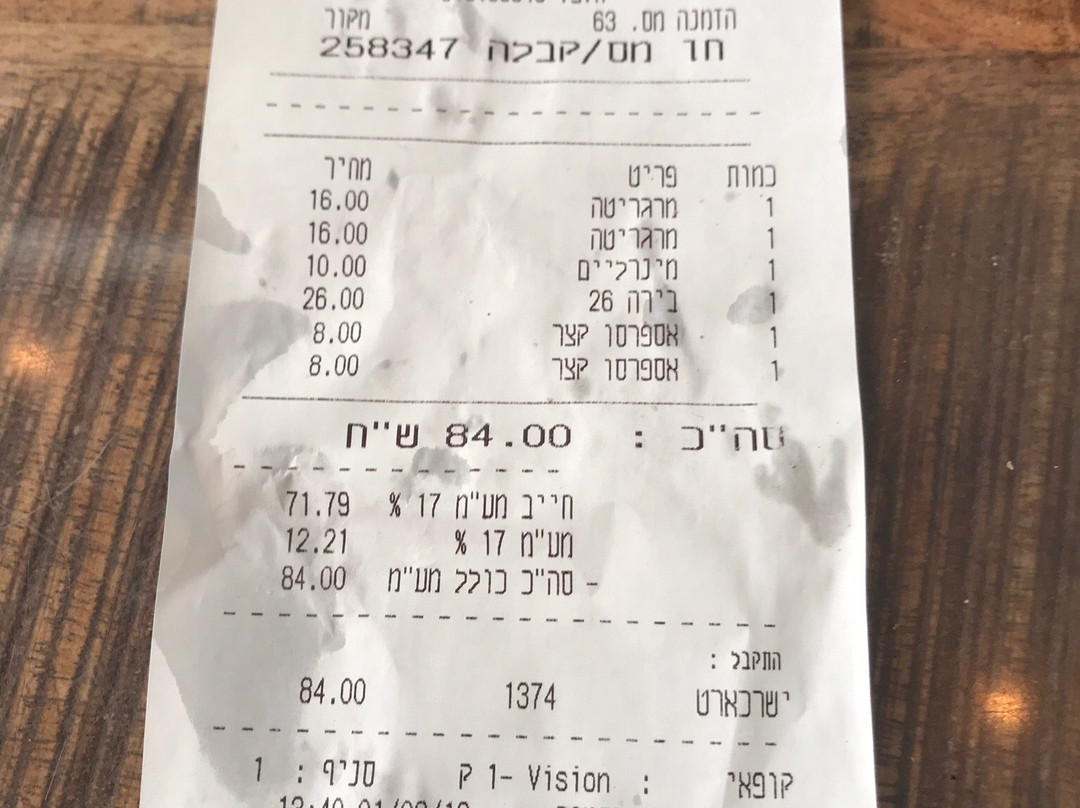 הזמנה מס. 63 מקור
חד מס/קבלה 258347
כמות פריט מחיר
1 מרגריטה 16.00
1 מרגריטה 16.00
1 מינרליים 10.00
1 בירה 26 26.00
1 אספרסו קצר 8.00
1 אספרסו קצר 8.00
סה"כ : 84.00 ש"ח
חייב מע"מ 17 % 71.79
מע"מ 17 % 12.21
- סה"כ כולל מע"מ 84.00
התקבל :
ישרכארט 1374 84.00
קופאי : Vision -1 ק סניף : 1